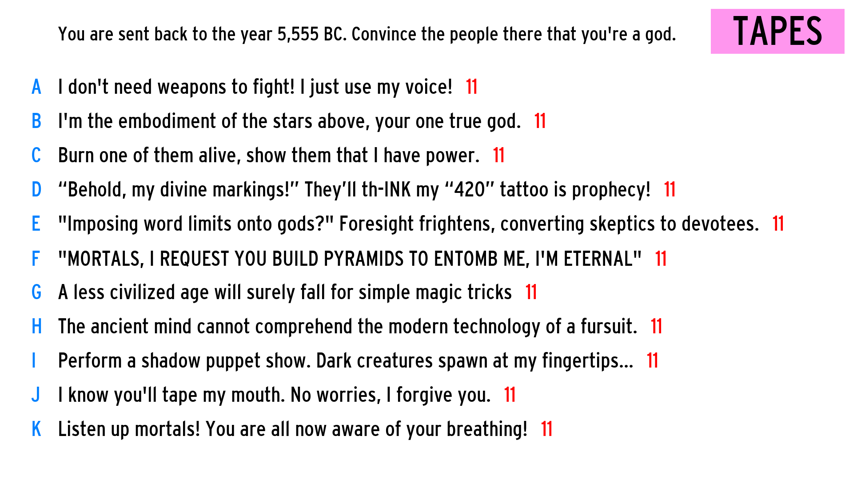 You are sent back to the year 5,555 BC. Convince the people there that you're a god.
TAPES
A I don't need weapons to fight! I just use my voice! 11
B I'm the embodiment of the stars above, your one true god. 11
C Burn one of them alive, show them that I have power. 11
D “Behold, my divine markings!” They’ll th-INK my “420” tattoo is prophecy! 11
E "Imposing word limits onto gods?" Foresight frightens, converting skeptics to devotees. 11
F "MORTALS, I REQUEST YOU BUILD PYRAMIDS TO ENTOMB ME, I'M ETERNAL" 11
G A less civilized age will surely fall for simple magic tricks 11
H The ancient mind cannot comprehend the modern technology of a fursuit. 11
I Perform a shadow puppet show. Dark creatures spawn at my fingertips... 11
J I know you'll tape my mouth. No worries, I forgive you. 11
K Listen up mortals! You are all now aware of your breathing! 11